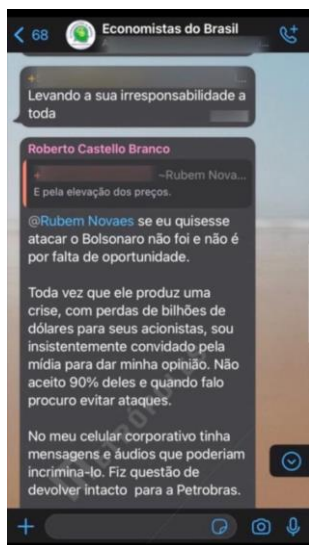 68
Economistas do Brasil
Levando a sua irresponsabilidade a
toda
Roberto Castello Branco
~Rubem Nova...
E pela elevação dos preços.
@Rubem Novaes se eu quisesse
atacar o Bolsonaro não foi e não é
por falta de oportunidade.
Toda vez que ele produz uma
crise, com perdas de bilhões de
dólares para seus acionistas, sou
insistentemente convidado pela
mídia para dar minha opinião. Não
aceito 90% deles e quando falo
procuro evitar ataques.
No meu celular corporativo tinha
mensagens e áudios que poderiam
incrimina-lo. Fiz questão de
devolver intacto para a Petrobras.